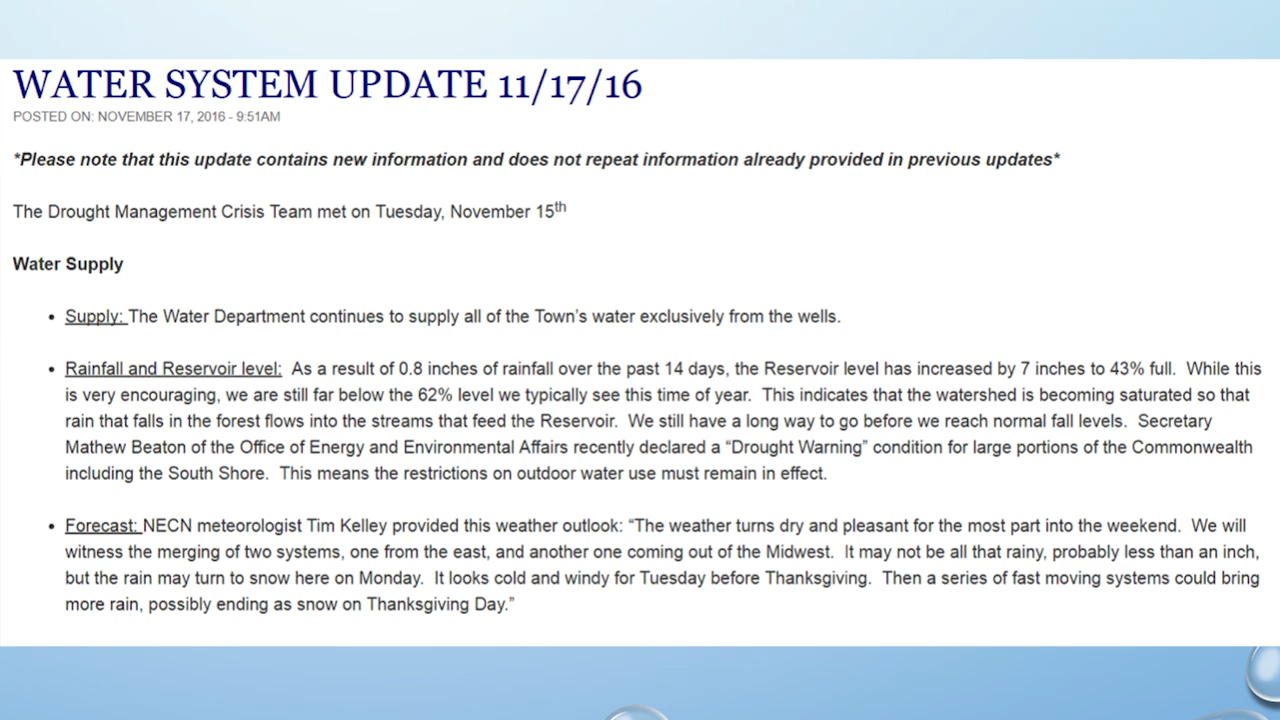 WATER SYSTEM UPDATE 11/17/16
POSTED ON: NOVEMBER 17, 2016 - 9:51AM
*Please note that this update contains new information and does not repeat information already provided in previous updates*
The Drought Management Crisis Team met on Tuesday, November 15th
Water Supply
• Supply: The Water Department continues to supply all of the Town’s water exclusively from the wells.
• Rainfall and Reservoir level:  As a result of 0.8 inches of rainfall over the past 14 days, the Reservoir level has increased by 7 inches to 43% full.  While this
is very encouraging, we are still far below the 62% level we typically see this time of year.  This indicates that the watershed is becoming saturated so that
rain that falls in the forest flows into the streams that feed the Reservoir.  We still have a long way to go before we reach normal fall levels.  Secretary
Mathew Beaton of the Office of Energy and Environmental Affairs recently declared a “Drought Warning” condition for large portions of the Commonwealth
including the South Shore.  This means the restrictions on outdoor water use must remain in effect.
• Forecast: NECN meteorologist Tim Kelley provided this weather outlook: “The weather turns dry and pleasant for the most part into the weekend.  We will
witness the merging of two systems, one from the east, and another one coming out of the Midwest.  It may not be all that rainy, probably less than an inch,
but the rain may turn to snow here on Monday.  It looks cold and windy for Tuesday before Thanksgiving.  Then a series of fast moving systems could bring
more rain, possibly ending as snow on Thanksgiving Day.”